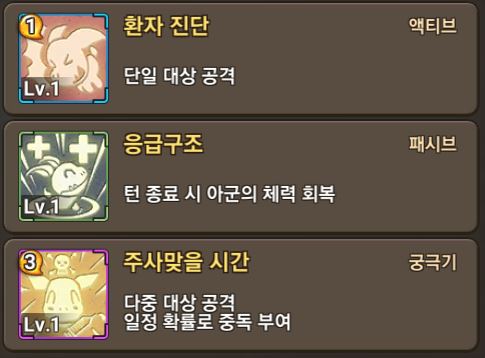 1
환자 진단
액티브
단일 대상 공격
Lv.1
응급구조
패시브
턴 종료 시 아군의 체력 회복
Lv.1
3
주사맞을 시간
궁극기
다중 대상 공격
일정 확률로 중독 부여
Lv.1